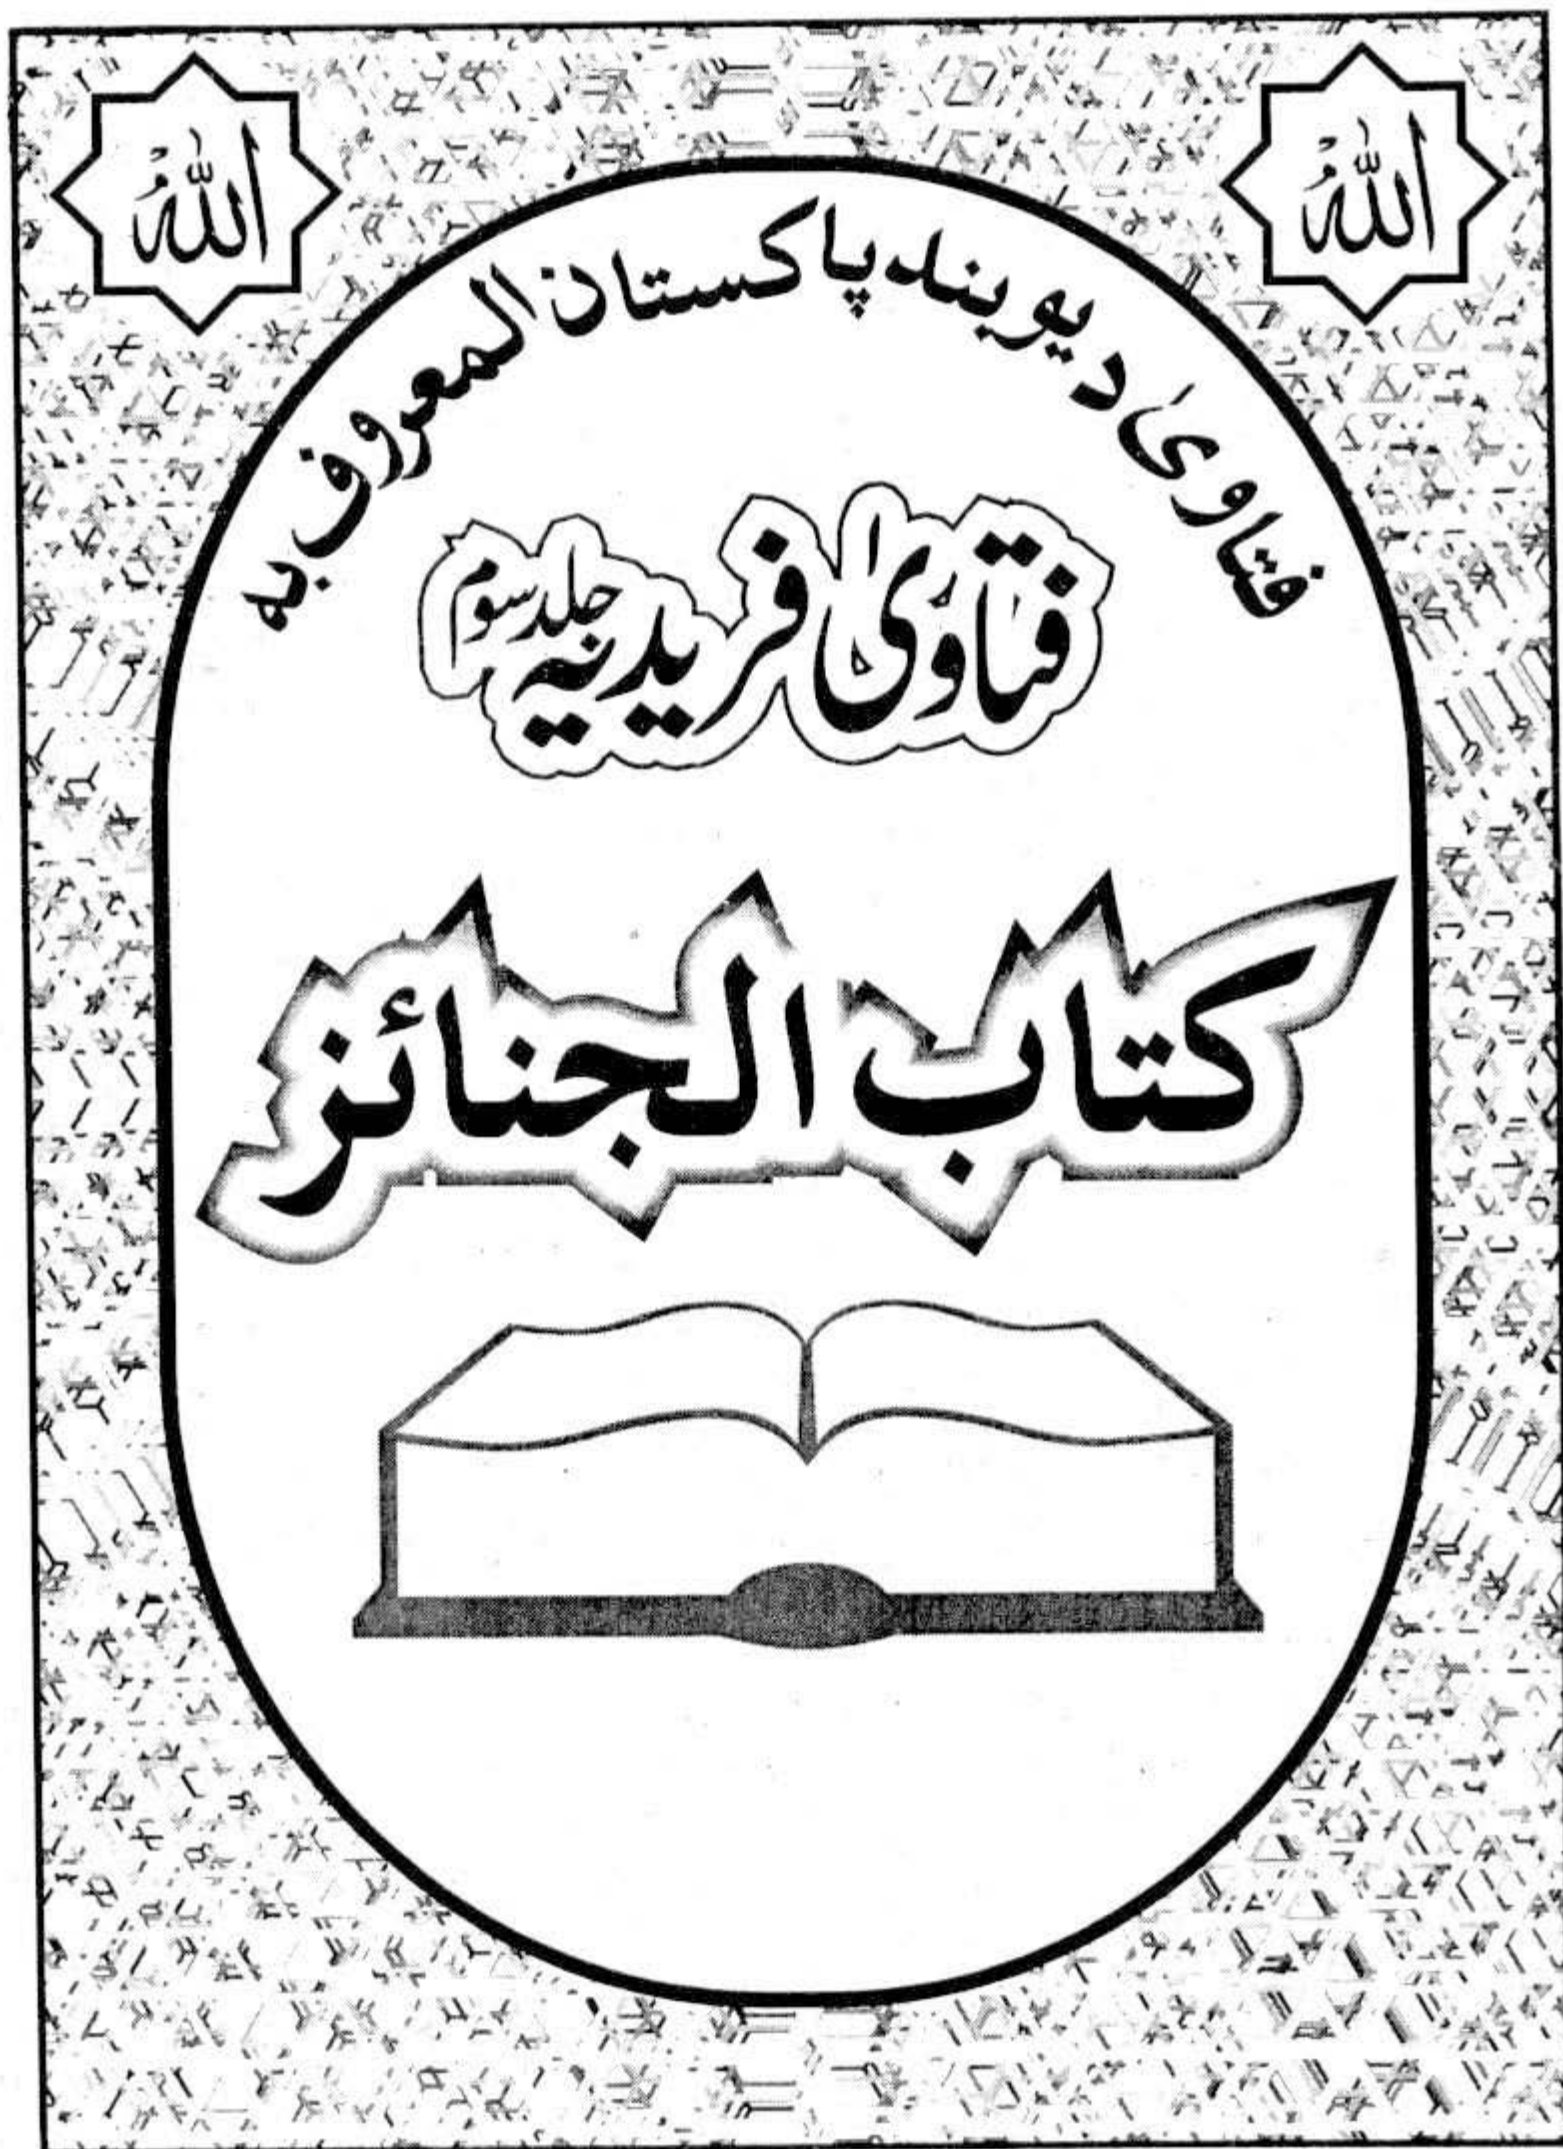 الله
الله
فتاویٰ دیوبند پاکستان المعروف بہ
فتاویٰ فریدیہ جلد سوم
کتاب الجنائز